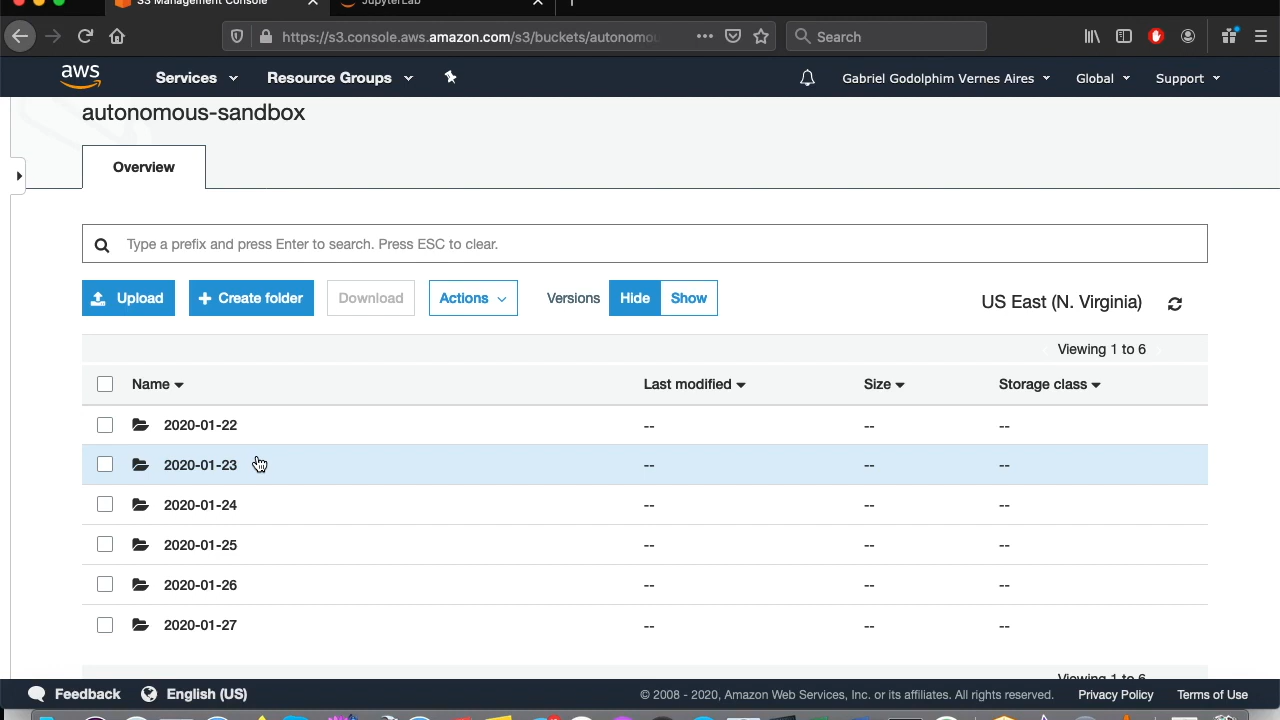 S3 Management Console JupyterLab
https://s3.console.aws.amazon.com/s3/buckets/autonomou Search
aws Services Resource Groups Gabriel Godolphim Vernes Aires Global Support
autonomous-sandbox
Overview
Type a prefix and press Enter to search. Press ESC to clear.
Upload + Create folder Download Actions Versions Hide Show US East (N. Virginia)
Viewing 1 to 6
Name Last modified Size Storage class
2020-01-22 -- -- --
2020-01-23 -- -- --
2020-01-24 -- -- --
2020-01-25 -- -- --
2020-01-26 -- -- --
2020-01-27 -- -- --
Viewing 1 to 6
Feedback English (US) © 2008 - 2020, Amazon Web Services, Inc. or its affiliates. All rights reserved. Privacy Policy Terms of Use